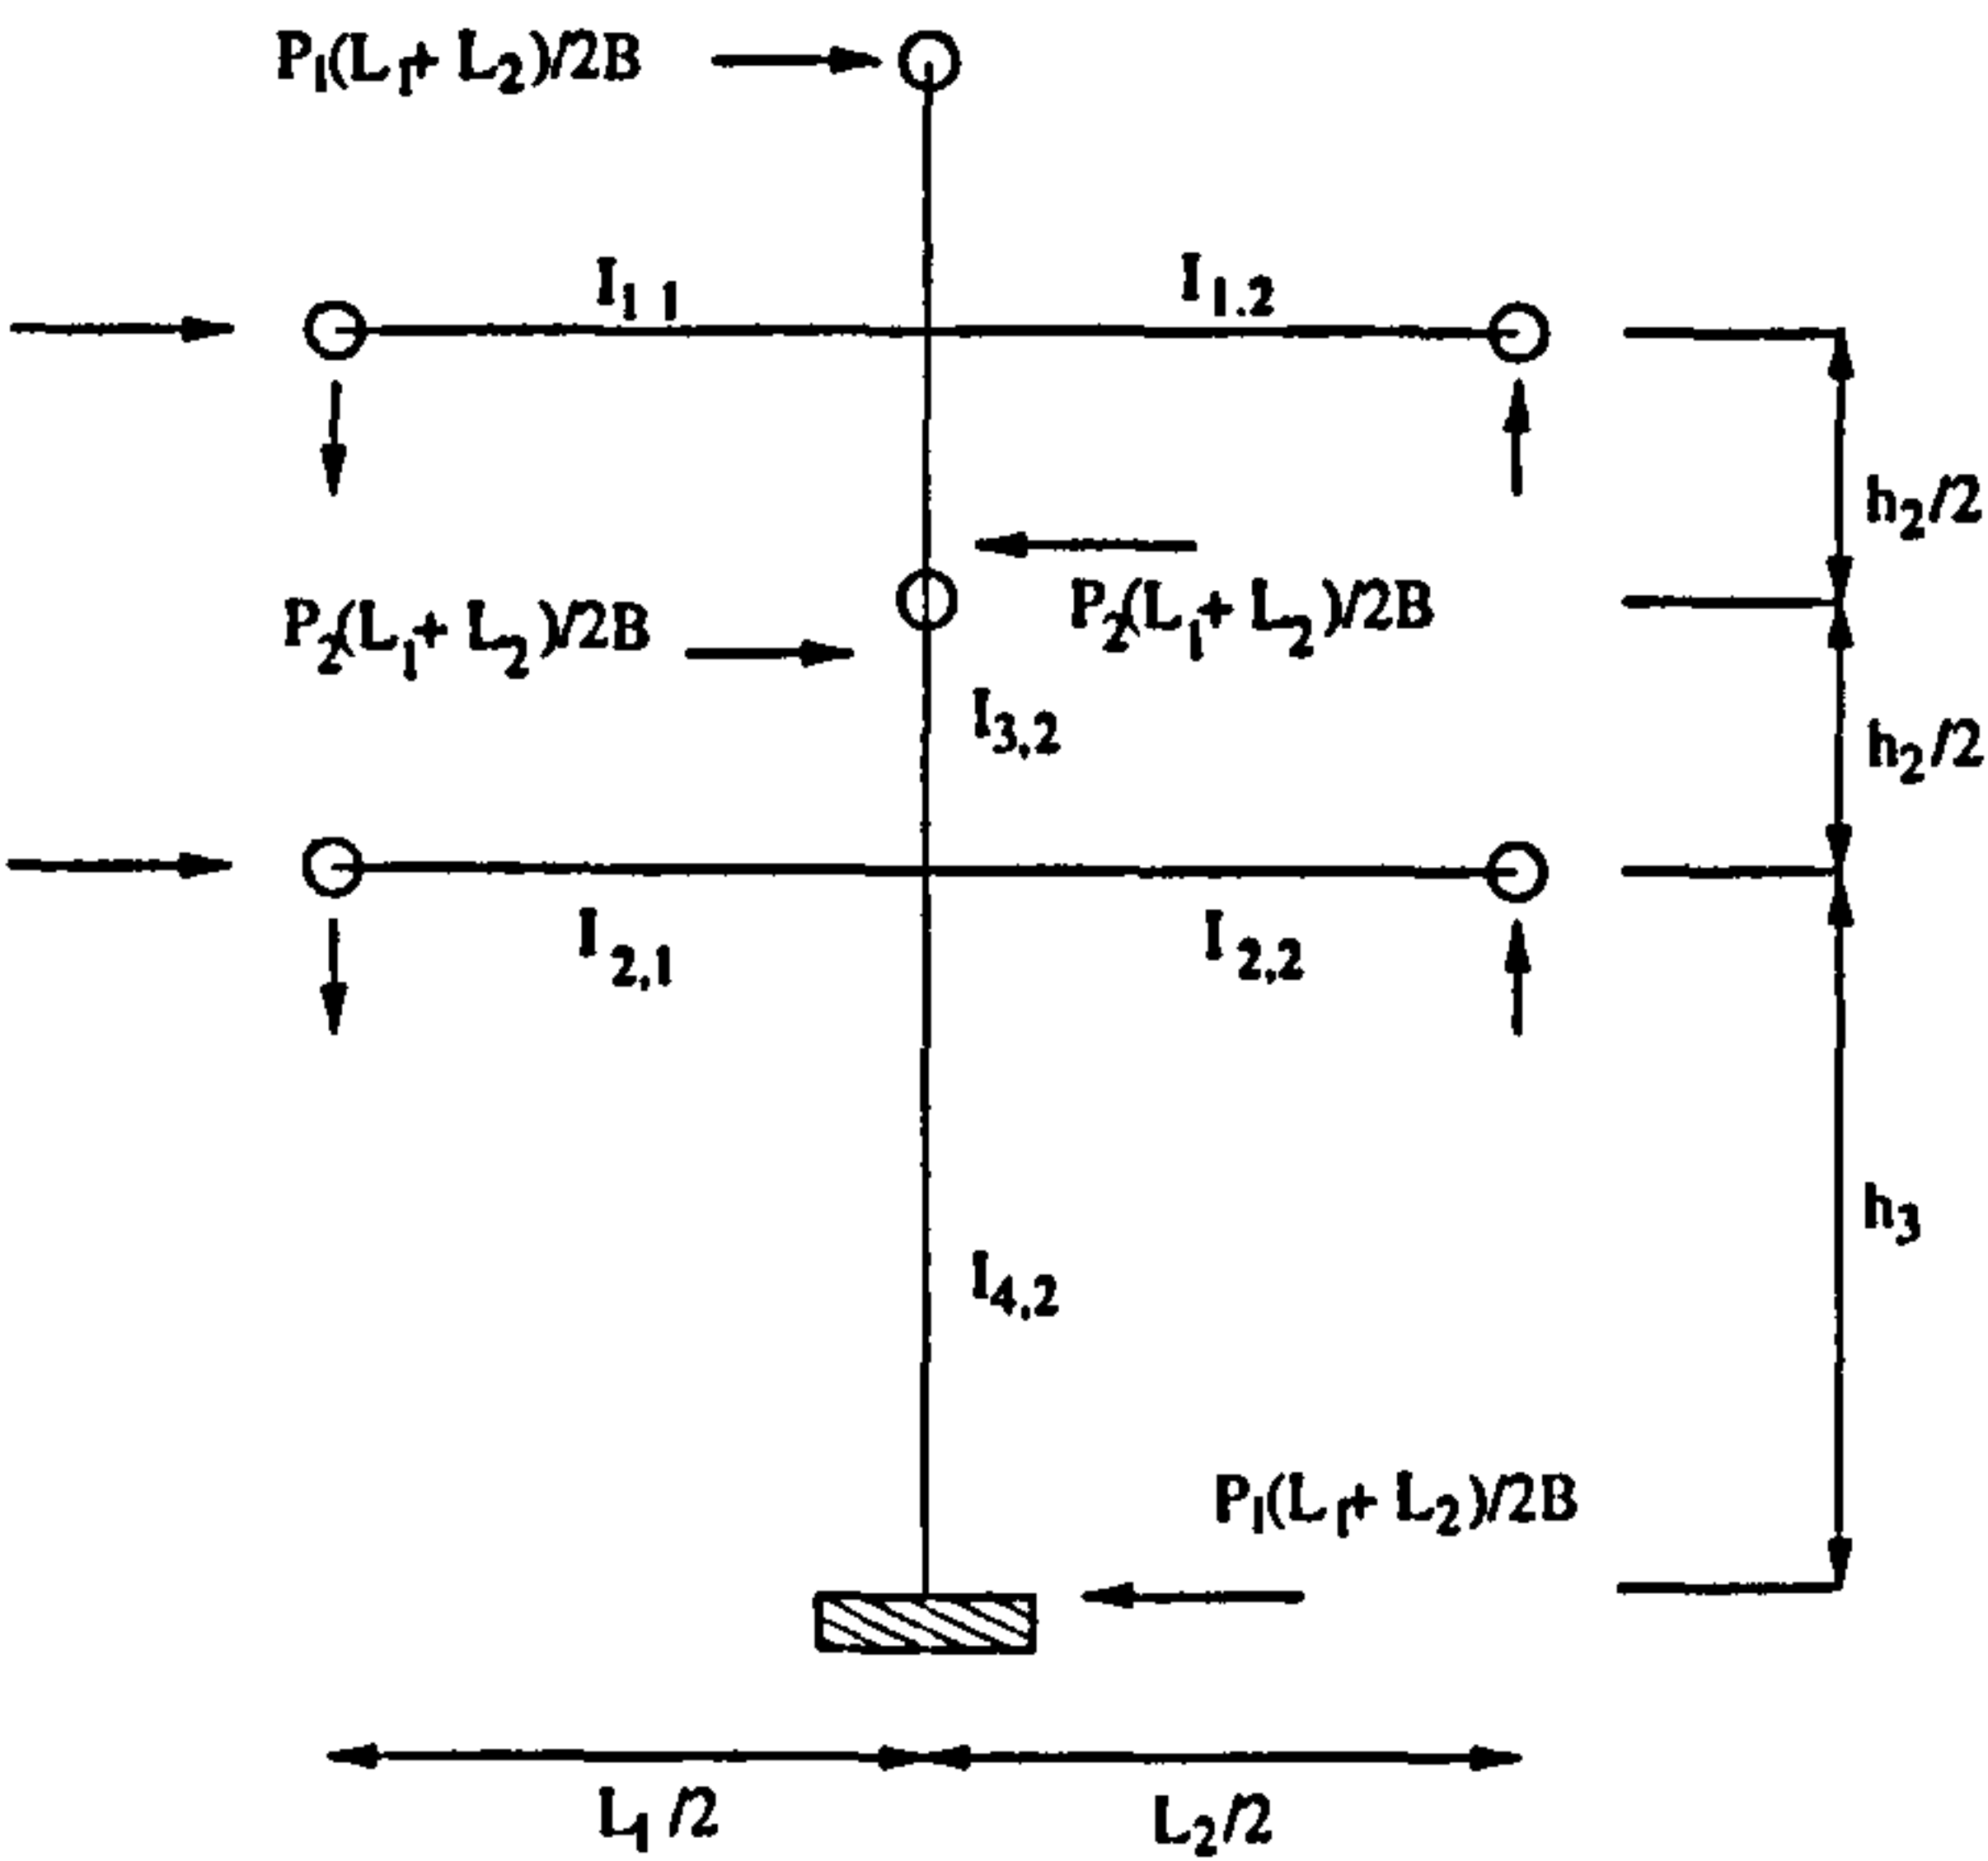 P₁(L₁+ L₂)/2B
I₁ ₁
I₁.₂
h₂/2
P₂(L₁+ L₂)/2B
P₂(L₁+ L₂)/2B
I₃,₂
h₂/2
I₂,₁
I₂,₂
h₃
I₄,₂
P₁(L₁+ L₂)/2B
L₁/2
L₂/2